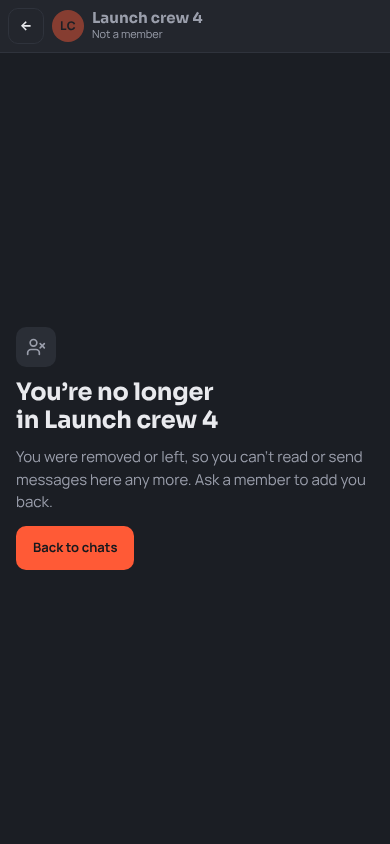 LC
Launch crew 4
Not a member
You’re no longer
in Launch crew 4
You were removed or left, so you can’t read or send
messages here any more. Ask a member to add you
back.
Back to chats